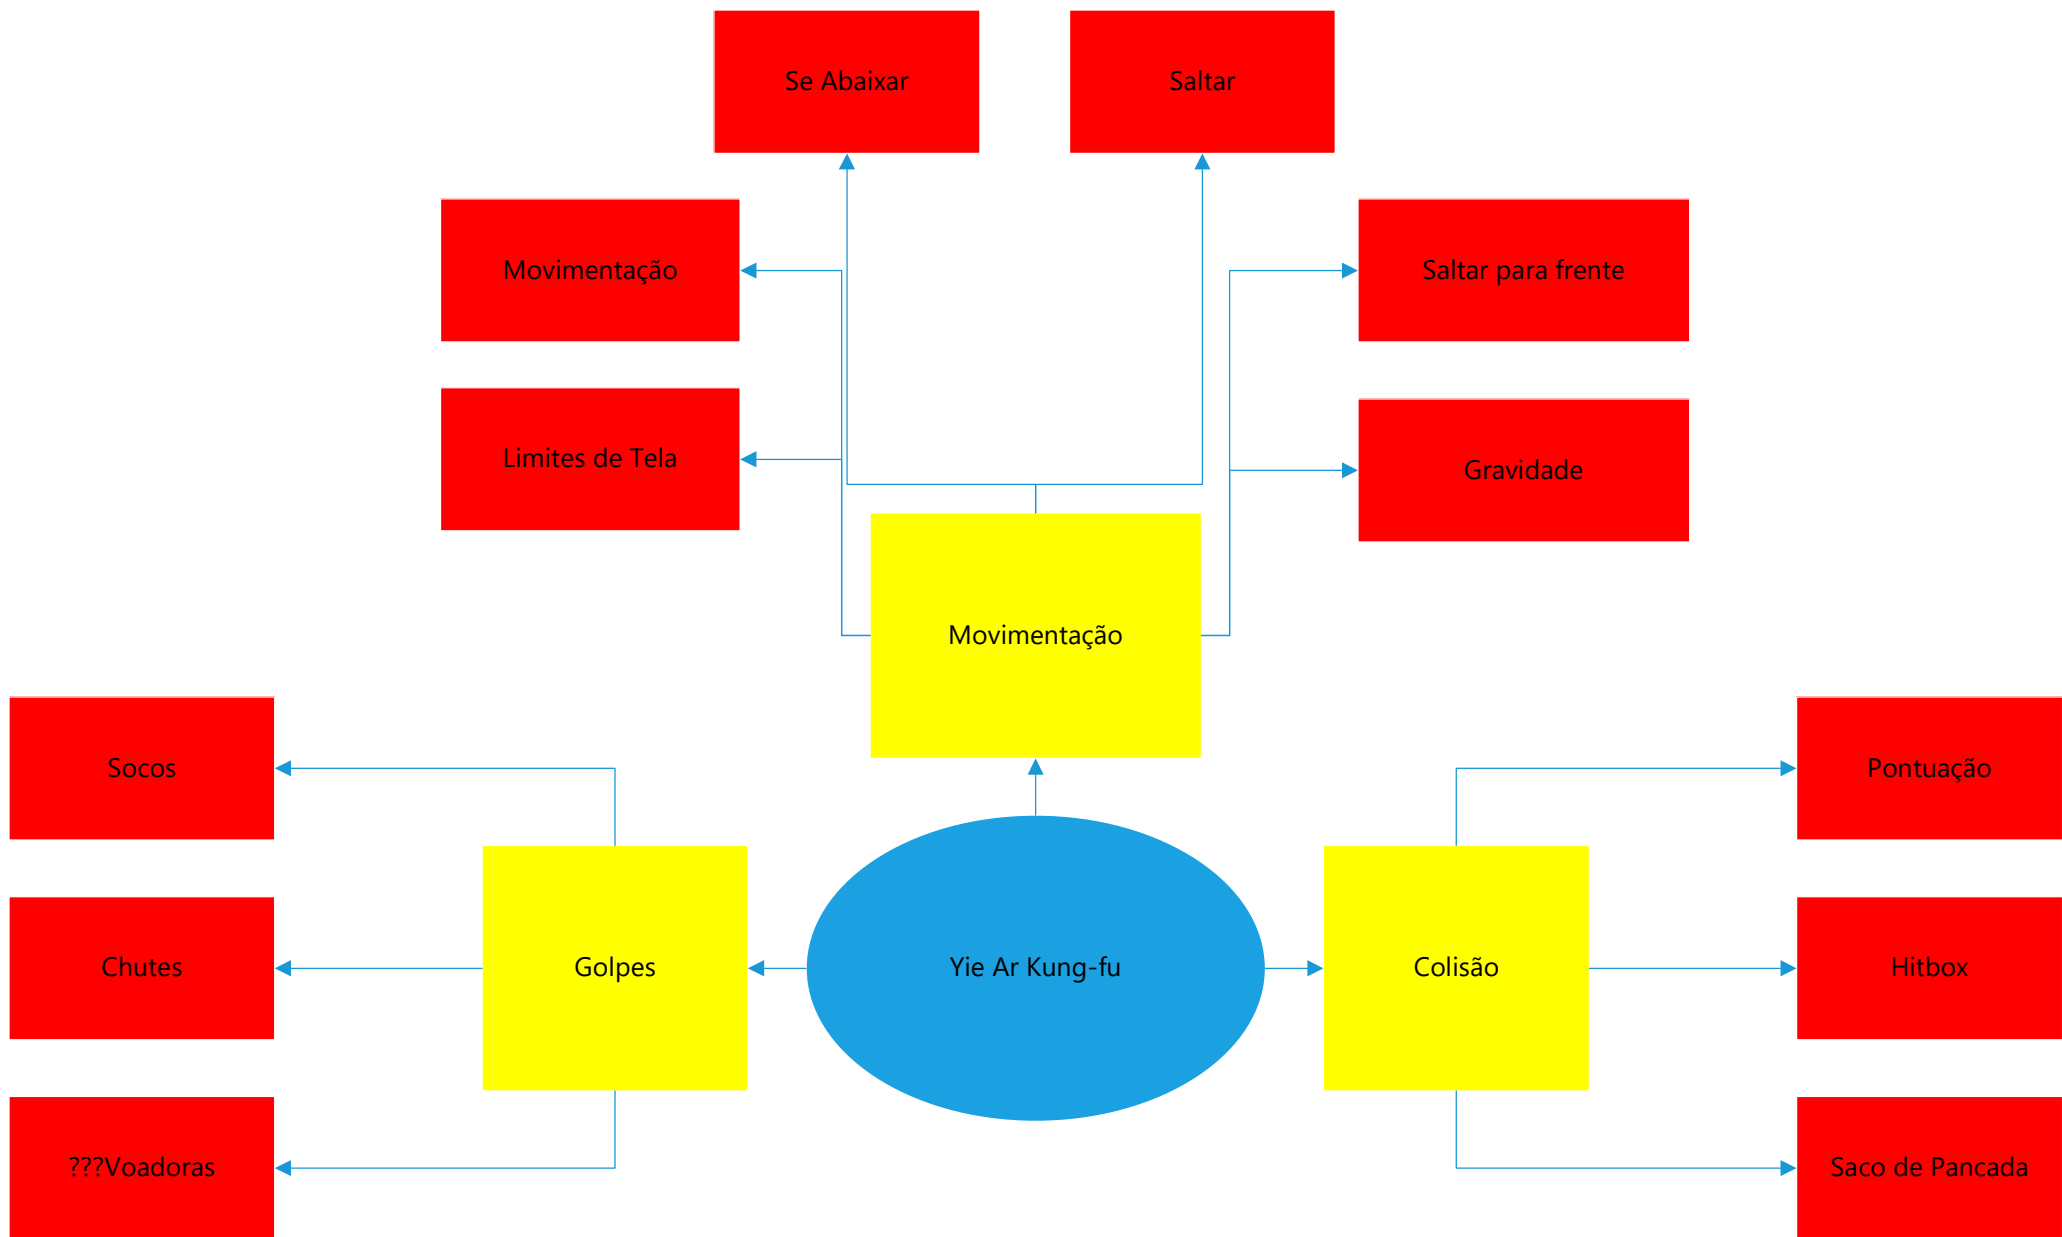 Se Abaixar
Saltar
Movimentação
Saltar para frente
Limites de Tela
Gravidade
Movimentação
Socos
Pontuação
Chutes
Golpes
Yie Ar Kung-fu
Colisão
Hitbox
???Voadoras
Saco de Pancada